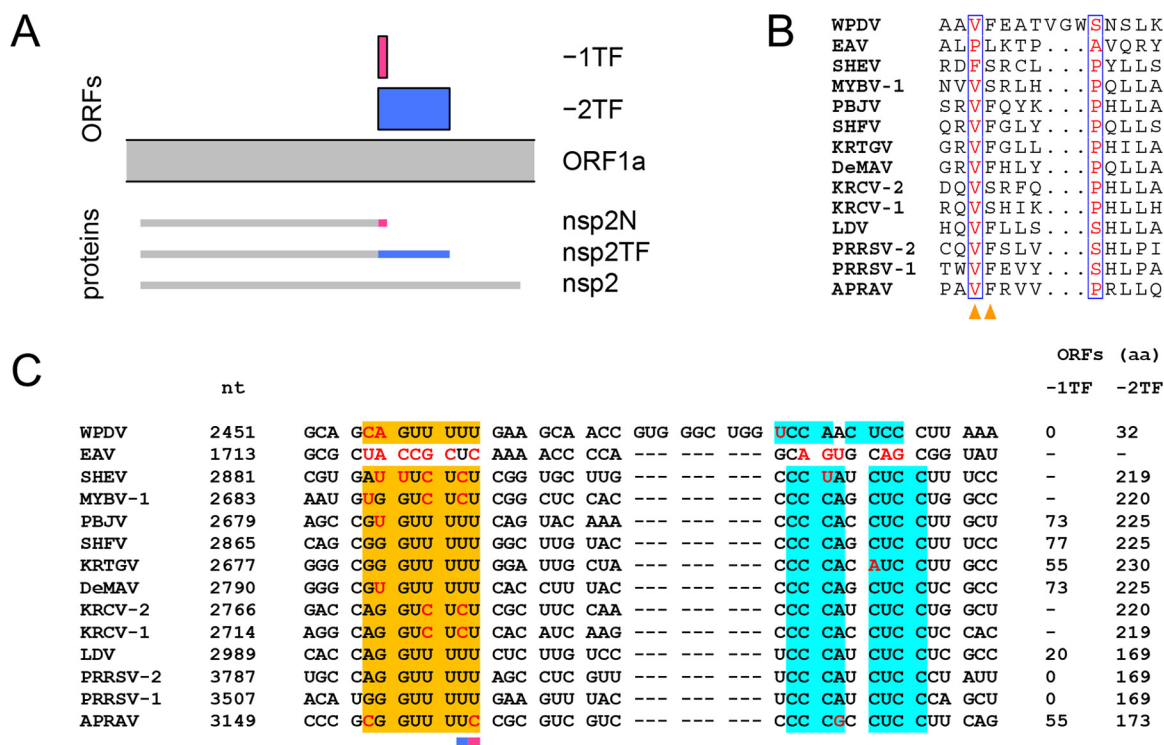 A
ORFs
−1TF
−2TF
ORF1a
proteins
nsp2N
nsp2TF
nsp2
B
WPDV AAVFEATVGWSNSLK
EAV ALPLKTP...AVQRY
SHEV RDFSRCL...PYLLS
MYBV-1 NVVSRLH...PQLLA
PBJV SRVFQYK...PHLLA
SHFV QRVFGLY...PQLLS
KRTGV GRVFGLL...PHILA
DeMAV GRVFHLY...PQLLA
KRCV-2 DQVSRFQ...PHLLA
KRCV-1 RQVSHIK...PHLLH
LDV HQVFLLS...SHLLA
PRRSV-2 CQVFSLV...SHLPI
PRRSV-1 TWVFEVY...SHLPA
APRAV PAVFRVV...PRLLQ
C
ORFs (aa)
nt -1TF -2TF
WPDV 2451 GCA GCA GUUU UUU GAA GCA ACC GUG GGC UGG UCCC AAC UCC CUU AAA 0 32
EAV 1713 GCG CUA CCG CUC AAA ACC CCA GCA GUG CAG CGG UAU - -
SHEV 2881 CGU GAU UUC UCU CGG UGC UUG --- --- --- CCC UAU CUC CUU UCC - 219
MYBV-1 2683 AAU GUG GUC UCU CGG CUC CAC --- --- --- CCC CAG CUC CUG GCC - 220
PBJV 2679 AGC CGU GUU UUU CAG UAC AAA --- --- --- CCC CAC CUC CUU GCU 73 225
SHFV 2865 CAG CGG GUU UUU GGC UUG UAC --- --- --- CCC CAG CUC CUU UCC 77 225
KRTGV 2677 GGG CGG GUU UUU GGA UUG CUA --- --- --- CCC CAC AUC CUU GCC 55 230
DeMAV 2790 GGG CGU GUU UUU CAC CUU UAC --- --- --- CCC CAG CUC CUU GCC 73 225
KRCV-2 2766 GAC CAG GUC UCU CGC UUC CAA --- --- --- CCC CAU CUC CUG GCU - 220
KRCV-1 2714 AGG CAG GUC UCU CAC AUC AAG --- --- --- CCC CAC CUC CUC CAC - 219
LDV 2989 CAC CAG GUU UUU CUC UUG UCC --- --- --- UCC CAU CUC CUU GCC 20 169
PRRSV-2 3787 UGC CAG GUU UUU AGC CUC GUU --- --- --- UCC CAU CUC CCU AUU 0 169
PRRSV-1 3507 ACA UGG GUU UUU GAA GUU UAC --- --- --- UCC CAU CUC CCA GCU 0 169
APRAV 3149 CCC GCG GUU UUC CGC GUC GUC --- --- --- CCC CGC CUC CUU CAG 55 173